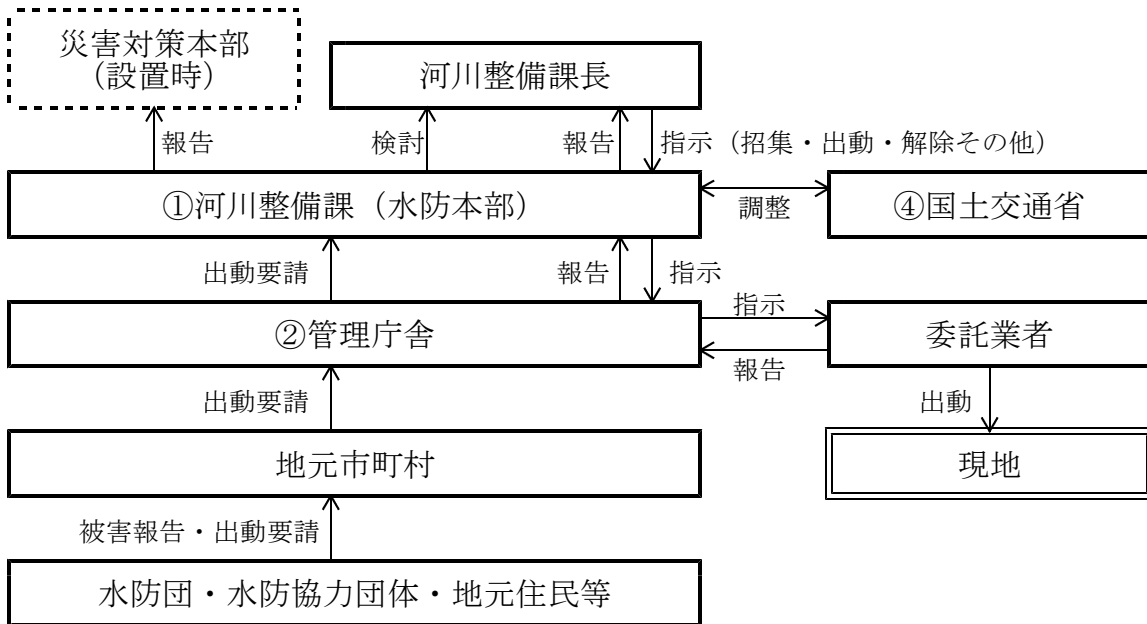 災害対策本部
（設置時）
河川整備課長
報告
検討
報告
指示（招集・出動・解除その他）
①河川整備課（水防本部）
調整
④国土交通省
出動要請
報告
指示
②管理庁舎
指示
報告
委託業者
出動要請
出動
地元市町村
現地
被害報告・出動要請
水防団・水防協力団体・地元住民等